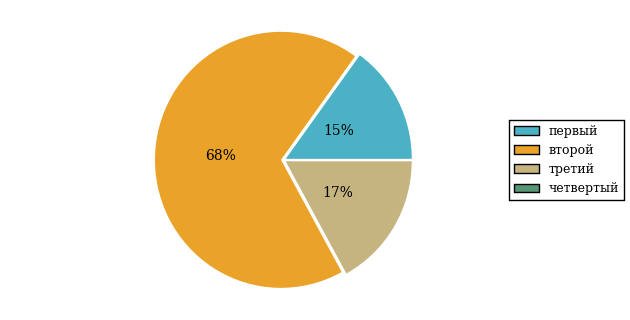 15%
68%
17%
первый
второй
третий
четвертый